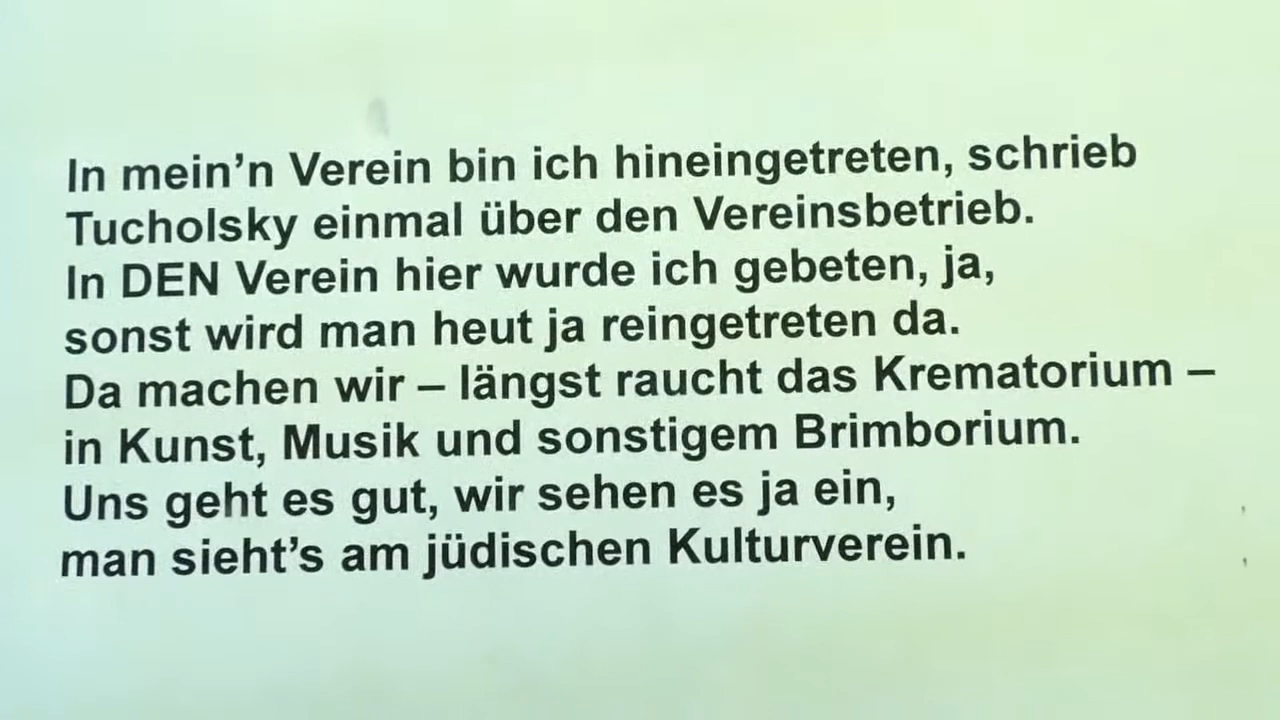 In mein’n Verein bin ich hineingetreten, schrieb
Tucholsky einmal über den Vereinsbetrieb.
In DEN Verein hier wurde ich gebeten, ja,
sonst wird man heut ja reingetreten da.
Da machen wir – längst raucht das Krematorium –
in Kunst, Musik und sonstigem Brimborium.
Uns geht es gut, wir sehen es ja ein,
man sieht’s am jüdischen Kulturverein.